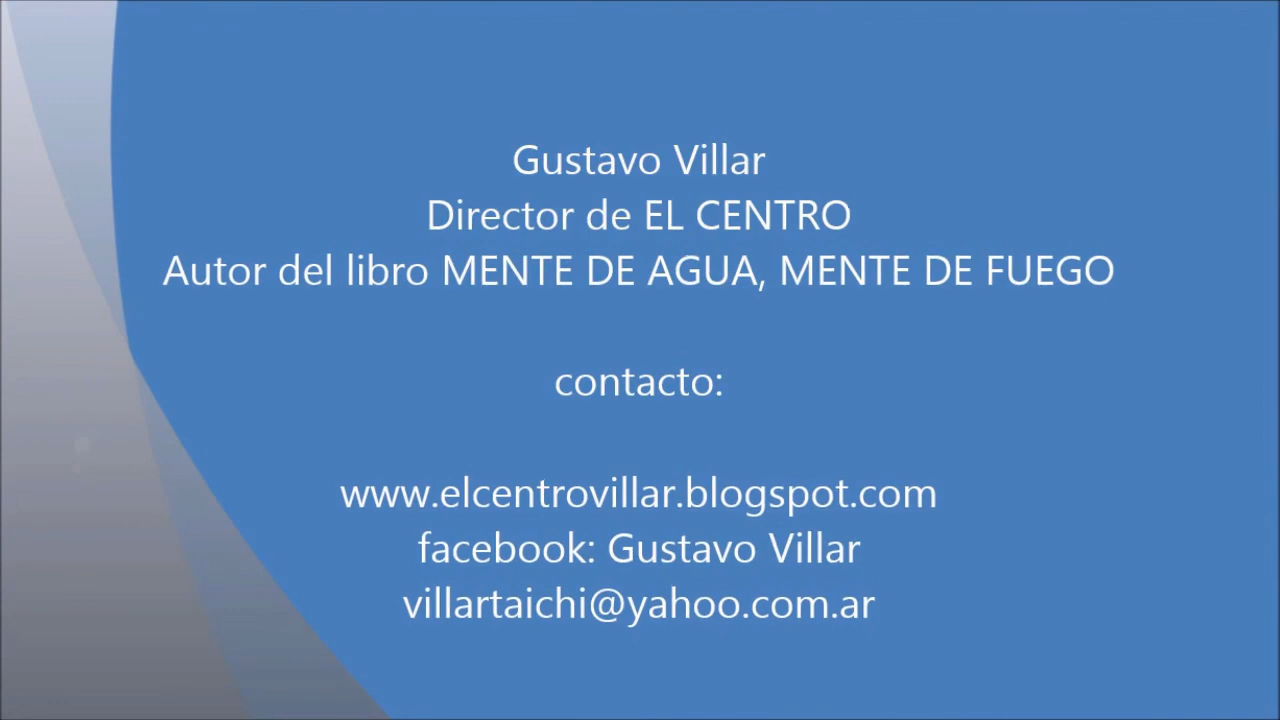 Gustavo Villar
Director de EL CENTRO
Autor del libro MENTE DE AGUA, MENTE DE FUEGO
contacto:
www.elcentrovillar.blogspot.com
facebook: Gustavo Villar
villartaichi@yahoo.com.ar